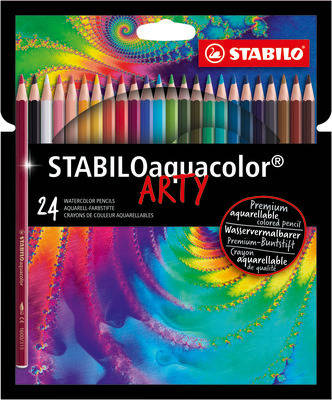 STABILO
STABILOaquacolor®
ARTY
24
WATERCOLOR PENCILS
AQUARELL-FARBSTIFTE
CRAYONS DE COULEUR AQUARELLABLES
Premium
aquarellable
colored pencil
Wasservermalbarer
Premium-Buntstift
Crayon
aquarellable
de qualité
STABILOaquacolor